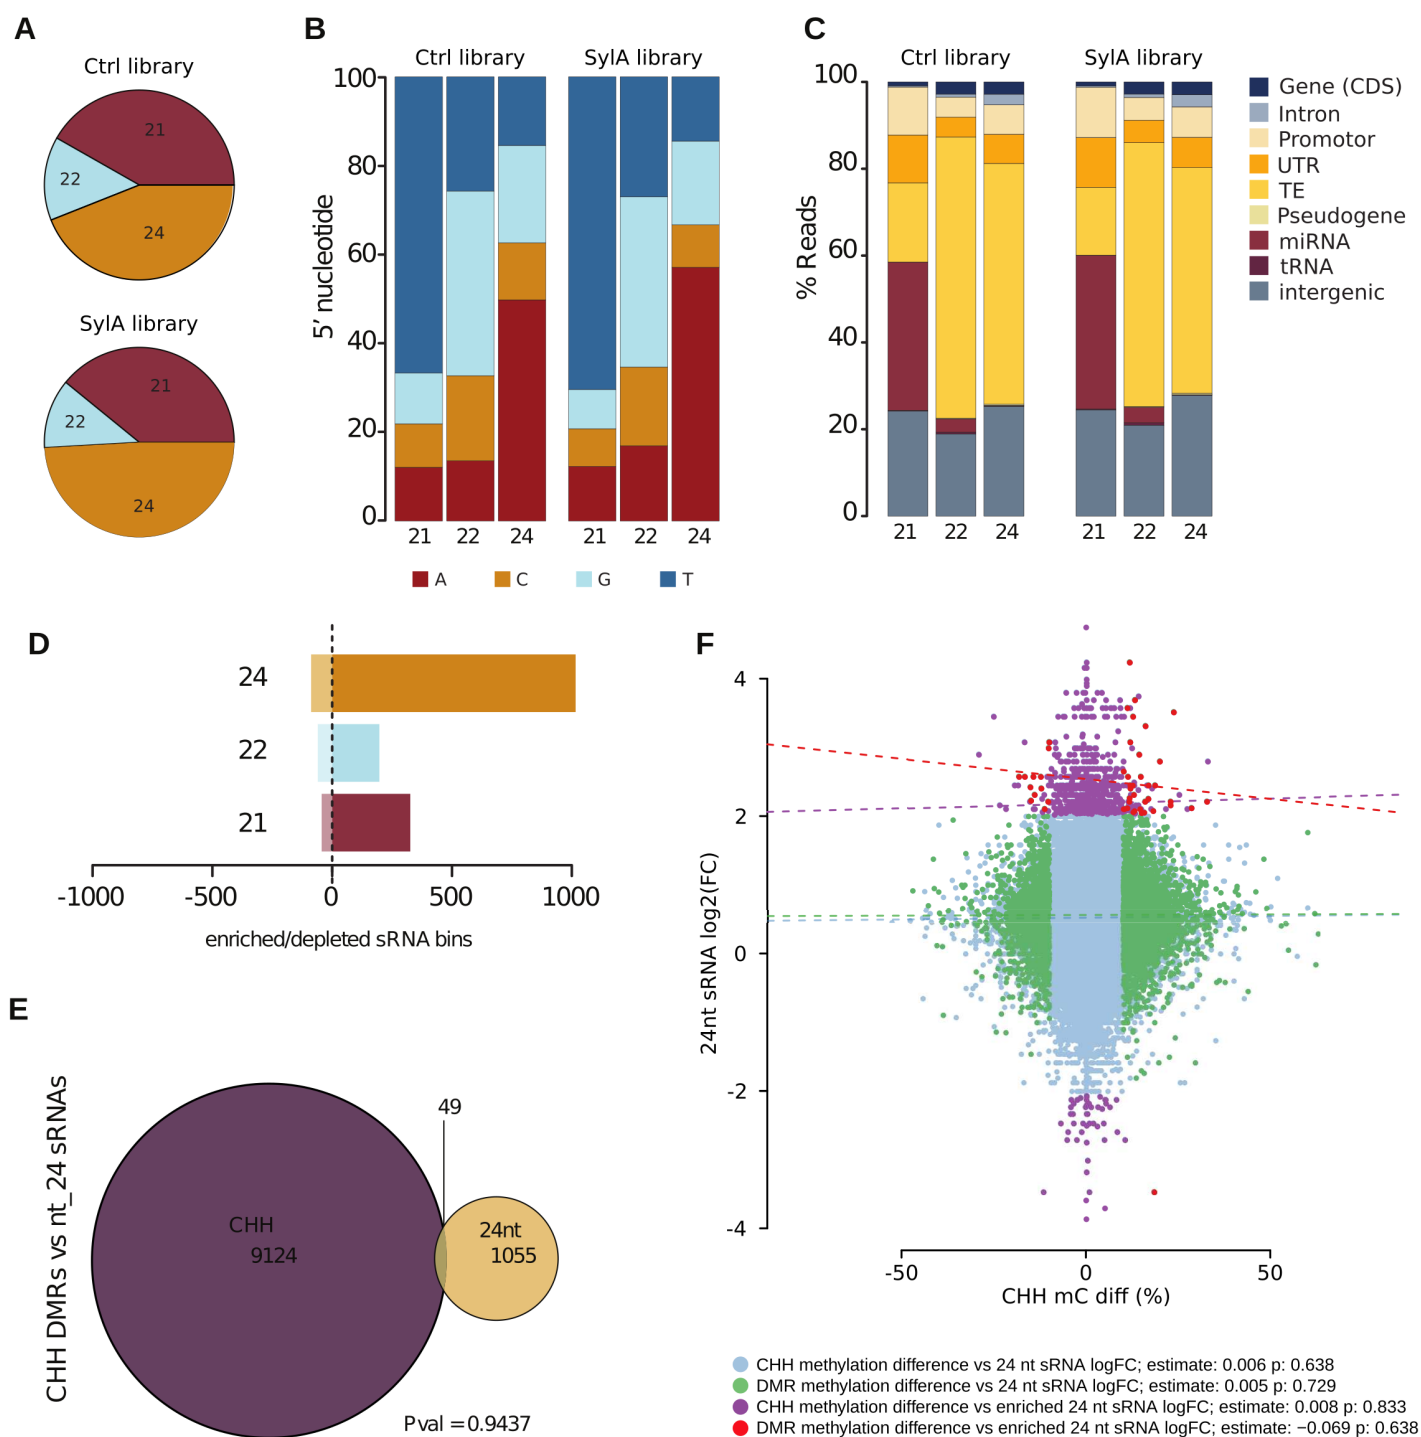 A
Ctrl library
21
22
24
SylA library
21
22
24
B
Ctrl library
SylA library
5’ nucleotide
100
80
60
40
20
0
21
22
24
21
22
24
A
C
G
T
C
Ctrl library
SylA library
% Reads
100
80
60
40
20
0
21
22
24
21
22
24
Gene (CDS)
Intron
Promotor
UTR
TE
Pseudogene
miRNA
tRNA
intergenic
D
24
22
21
-1000
-500
0
500
1000
enriched/depleted sRNA bins
E
CHH DMRs vs nt_24 sRNAs
49
CHH
9124
24nt
1055
Pval = 0.9437
F
24nt sRNA log2(FC)
4
2
0
-2
-4
-50
0
50
CHH mC diff (%)
CHH methylation difference vs 24 nt sRNA logFC; estimate: 0.006 p: 0.638
DMR methylation difference vs 24 nt sRNA logFC; estimate: 0.005 p: 0.729
CHH methylation difference vs enriched 24 nt sRNA logFC; estimate: 0.008 p: 0.833
DMR methylation difference vs enriched 24 nt sRNA logFC; estimate: −0.069 p: 0.638